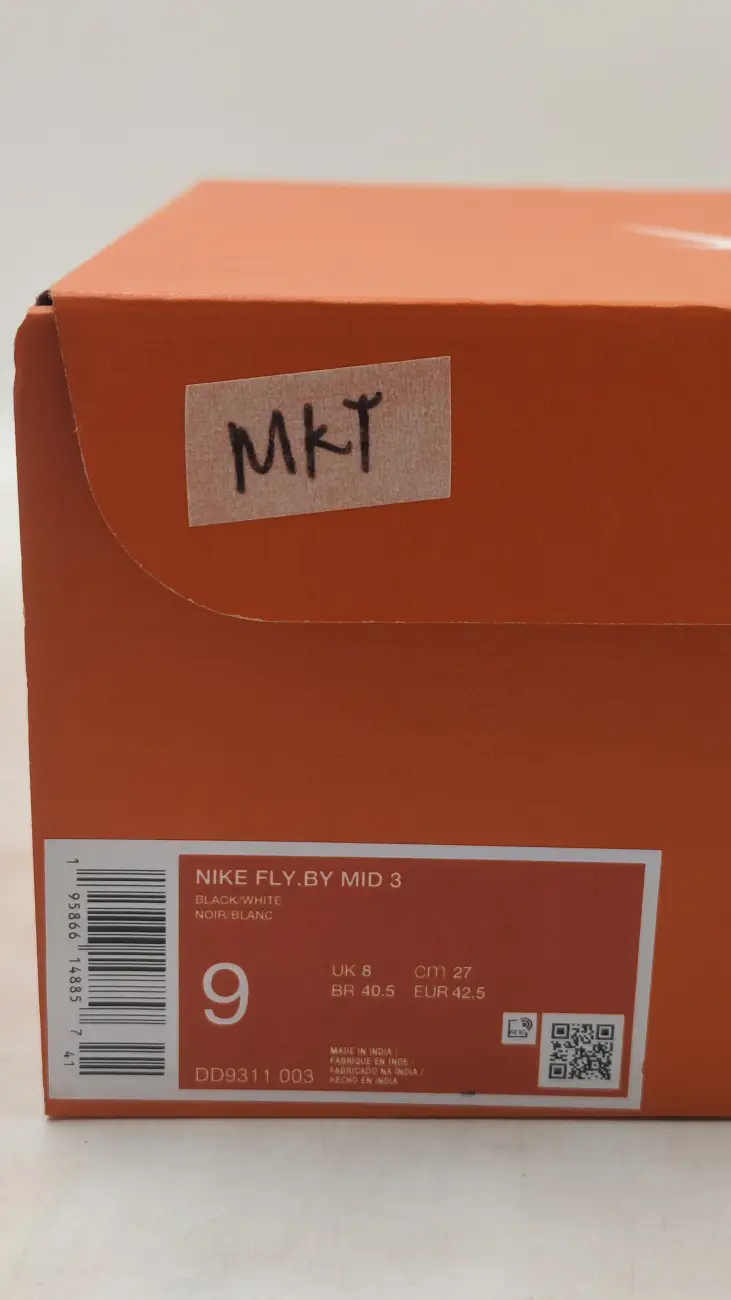 MKT
NIKE FLY.BY MID 3
BLACK/WHITE
NOIR/BLANC
9
UK 8 CM 27
BR 40.5 EUR 42.5
DD9311 003
MADE IN INDIA /
FABRIQUE EN INDE /
FABRICADO NA ÍNDIA /
HECHO EN INDIA
1 95866 14885 7 41